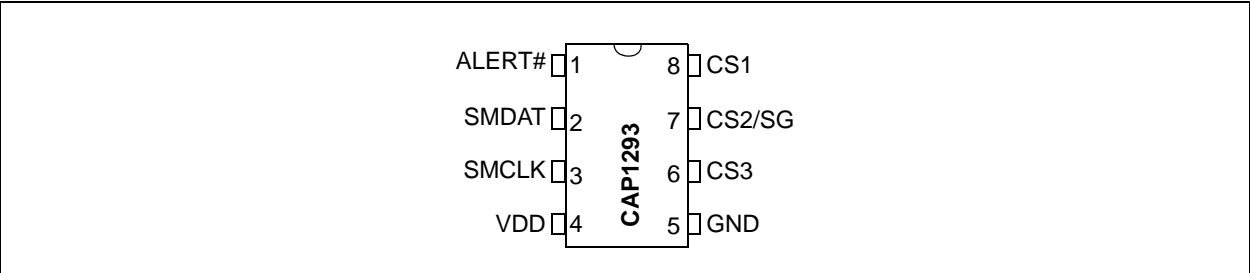 ALERT# 1 8 CS1
SMDAT 2 7 CS2/SG
SMCLK 3 6 CS3
VDD 4 5 GND
CAP1293